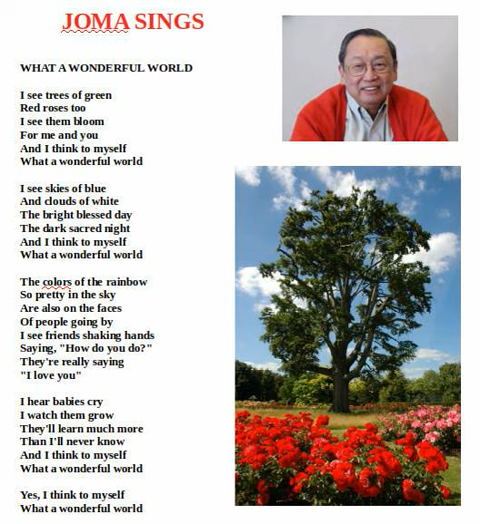 JOMA SINGS
WHAT A WONDERFUL WORLD
I see trees of green
Red roses too
I see them bloom
For me and you
And I think to myself
What a wonderful world
I see skies of blue
And clouds of white
The bright blessed day
The dark sacred night
And I think to myself
What a wonderful world
The colors of the rainbow
So pretty in the sky
Are also on the faces
Of people going by
I see friends shaking hands
Saying, "How do you do?"
They're really saying
"I love you"
I hear babies cry
I watch them grow
They'll learn much more
Than I'll never know
And I think to myself
What a wonderful world
Yes, I think to myself
What a wonderful world